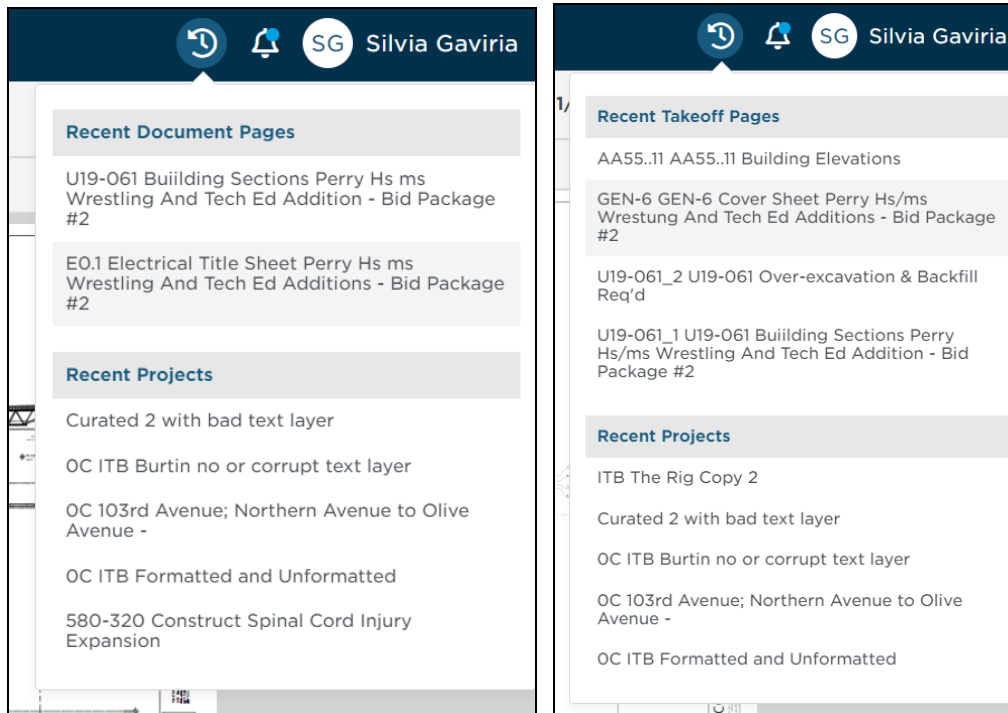 SG Silvia Gaviria
Recent Document Pages
U19-061 Buiilding Sections Perry Hs ms
Wrestling And Tech Ed Addition - Bid Package
#2
E0.1 Electrical Title Sheet Perry Hs ms
Wrestling And Tech Ed Additions - Bid Package
#2
Recent Projects
Curated 2 with bad text layer
0C ITB Burtin no or corrupt text layer
0C 103rd Avenue; Northern Avenue to Olive
Avenue -
0C ITB Formatted and Unformatted
580-320 Construct Spinal Cord Injury
Expansion
SG Silvia Gaviria
1/
Recent Takeoff Pages
AA55..11 AA55..11 Building Elevations
GEN-6 GEN-6 Cover Sheet Perry Hs/ms
Wrestung And Tech Ed Additions - Bid Package
#2
U19-061_2 U19-061 Over-excavation & Backfill
Req'd
U19-061_1 U19-061 Buiilding Sections Perry
Hs/ms Wrestling And Tech Ed Addition - Bid
Package #2
Recent Projects
ITB The Rig Copy 2
Curated 2 with bad text layer
0C ITB Burtin no or corrupt text layer
0C 103rd Avenue; Northern Avenue to Olive
Avenue -
0C ITB Formatted and Unformatted